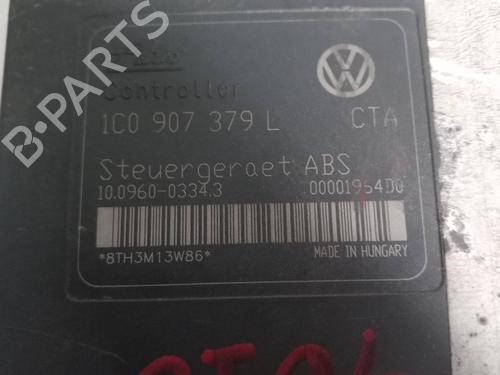 B-PARTS
Controller
1C0 907 379 L CTA
Steuergeraet ABS
10.0960-0334.3 00001954D0
*8TH3M13W86* MADE IN HUNGARY